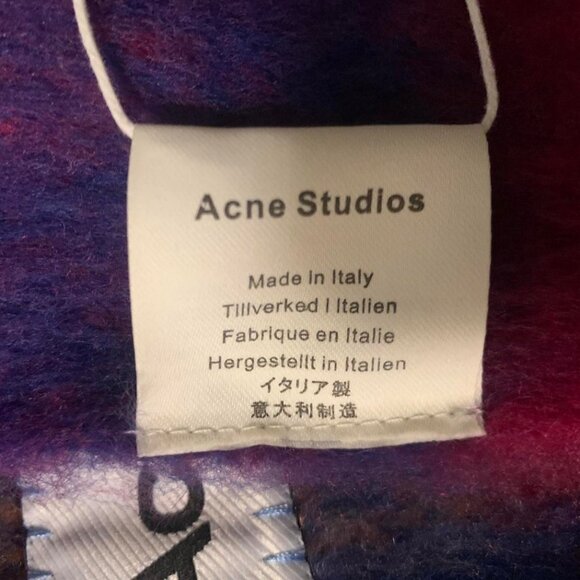 Acne Studios
Made in Italy
Tillverked I Italien
Fabrique en Italie
Hergestellt in Italien
イタリア製
意大利制造